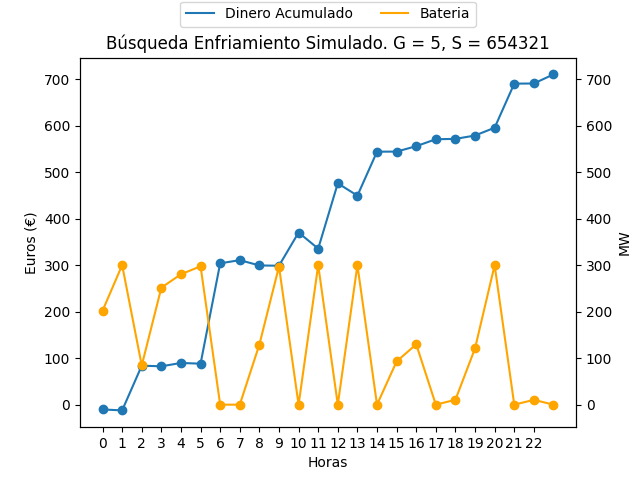 Dinero Acumulado Bateria
Búsqueda Enfriamiento Simulado. G = 5, S = 654321
700 700
600 600
500 500
400 400
300 300
200 200
100 100
0 0
Euros (€)
MW
0 1 2 3 4 5 6 7 8 9 10 11 12 13 14 15 16 17 18 19 20 21 22
Horas